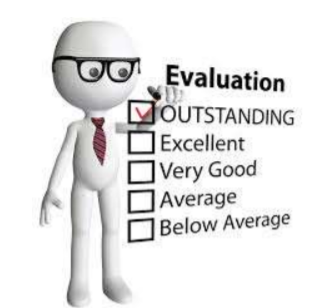 Evaluation
OUTSTANDING
Excellent
Very Good
Average
Below Average